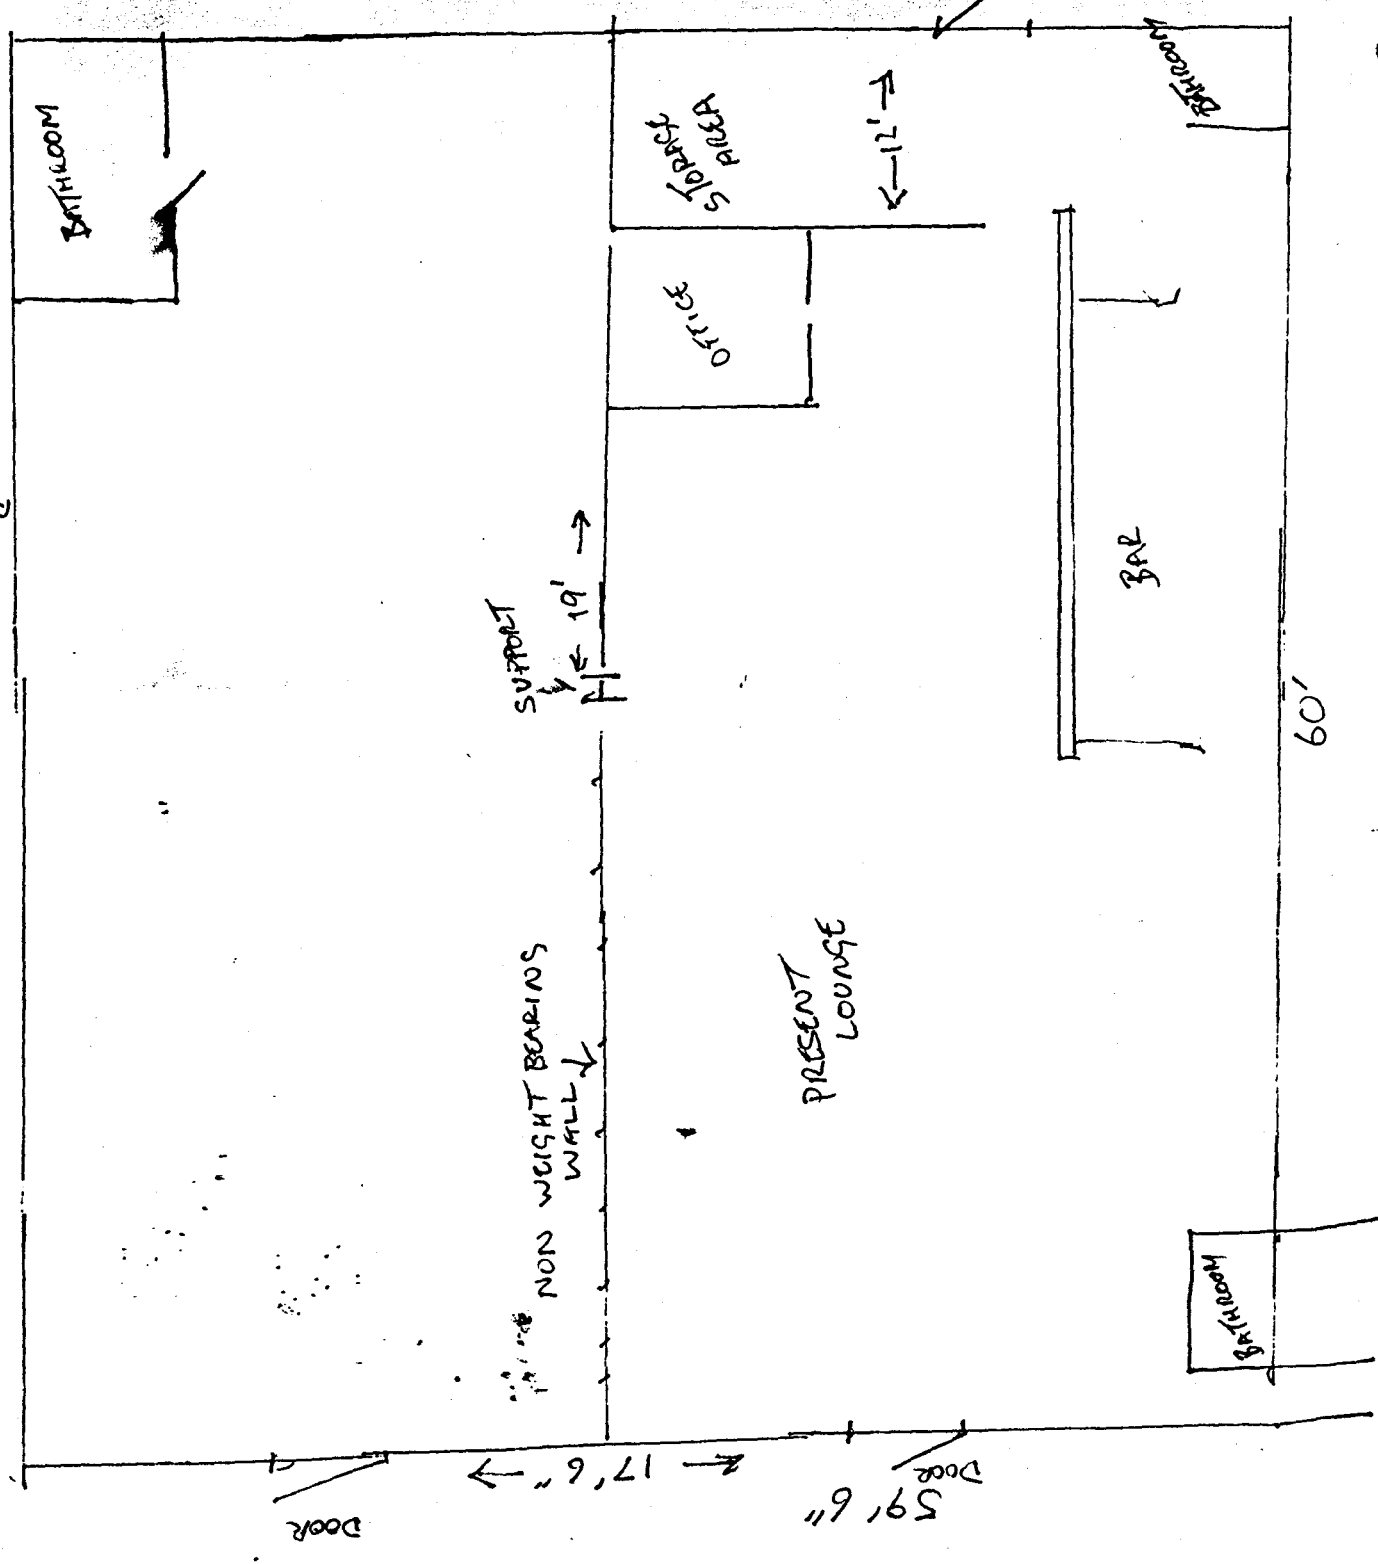 BATHROOM
STORAGE
AREA
←12'→
BATHROOM
OFFICE
SUPPORT
← 19' →
BAR
60'
NON WEIGHT BEARING
WALL
PRESENT
LOUNGE
BATHROOM
DOOR
← 17'6" →
DOOR
59'6"